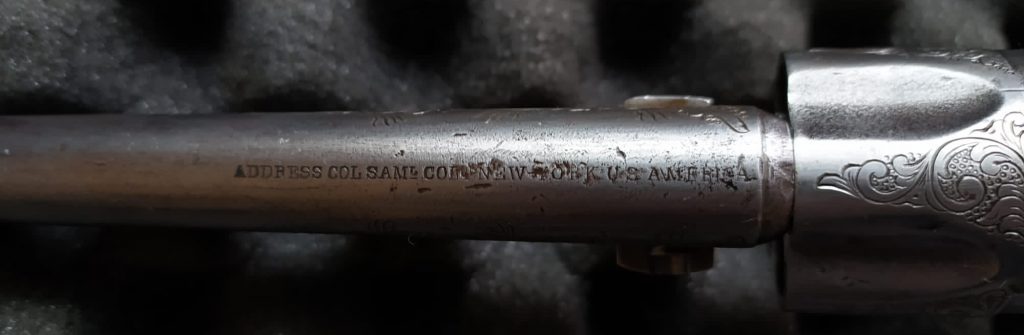 ADDRESS COL SAML COLT NEW-YORK U.S. AMERICA